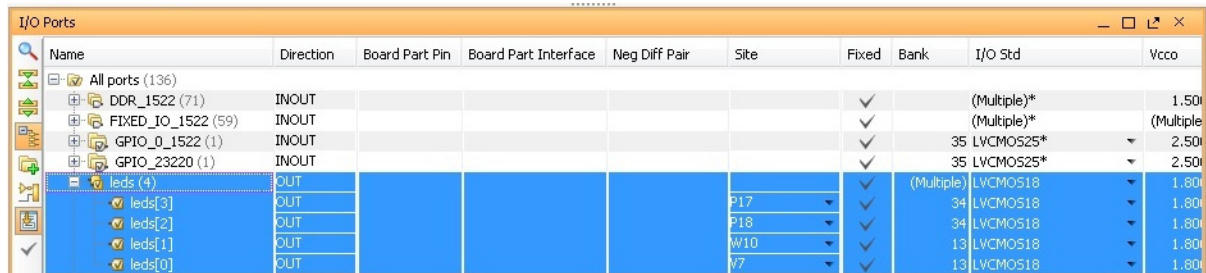 I/O Ports
Name Direction Board Part Pin Board Part Interface Neg Diff Pair Site Fixed Bank I/O Std Vcco
All ports (136)
DDR_1522 (71) INOUT (Multiple)* 1.500
FIXED_IO_1522 (59) INOUT (Multiple)* (Multiple
GPIO_0_1522 (1) INOUT 35 LVCMOS25* 2.500
GPIO_23220 (1) INOUT 35 LVCMOS25* 2.500
leds (4) OUT (Multiple) LVCMOS18 1.800
leds[3] OUT P17 34 LVCMOS18 1.800
leds[2] OUT P18 34 LVCMOS18 1.800
leds[1] OUT W10 13 LVCMOS18 1.800
leds[0] OUT V7 13 LVCMOS18 1.800